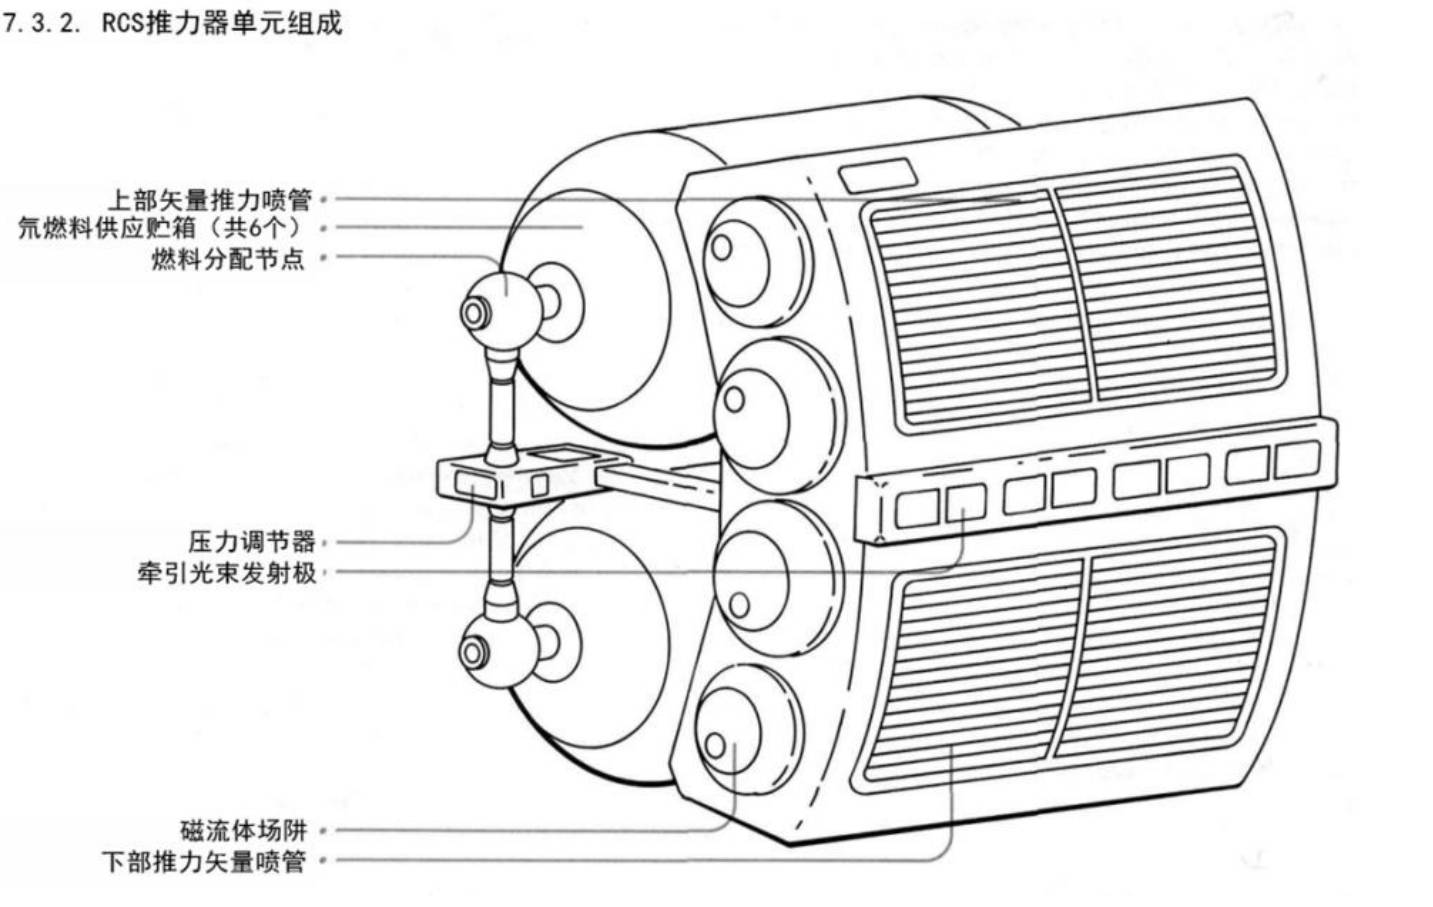 7.3.2. RCS推力器单元组成
上部矢量推力喷管
氘燃料供应贮箱（共6个）
燃料分配节点
压力调节器
牵引光束发射极
磁流体场阱
下部推力矢量喷管